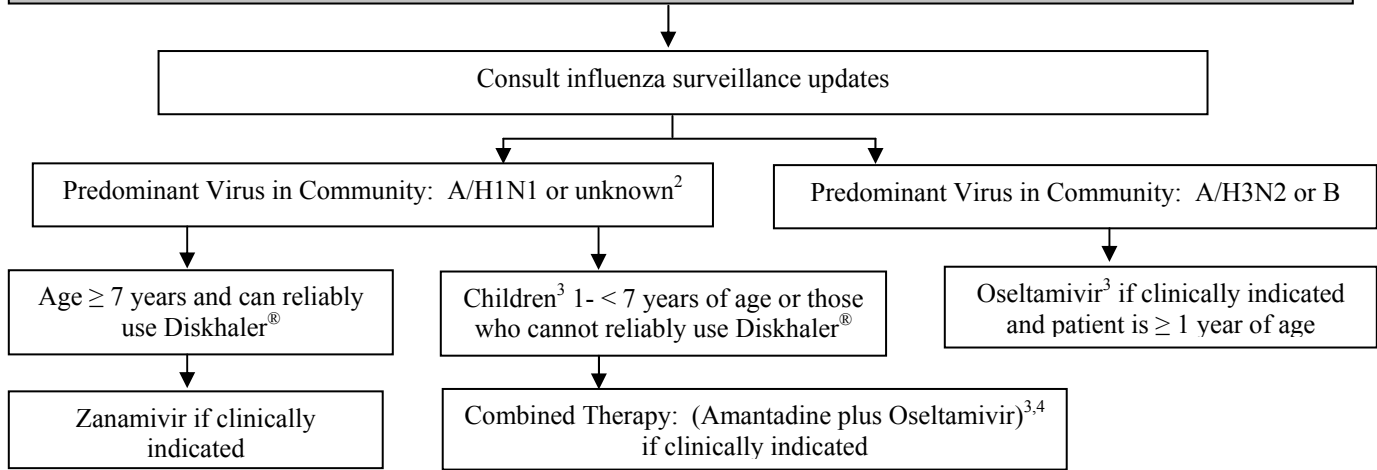 Consult influenza surveillance updates
Predominant Virus in Community: A/H1N1 or unknown²
Predominant Virus in Community: A/H3N2 or B
Age ≥ 7 years and can reliably
use Diskhaler®
Children³ 1- < 7 years of age or those
who cannot reliably use Diskhaler®
Oseltamivir³ if clinically indicated
and patient is ≥ 1 year of age
Zanamivir if clinically
indicated
Combined Therapy: (Amantadine plus Oseltamivir)³,⁴
if clinically indicated